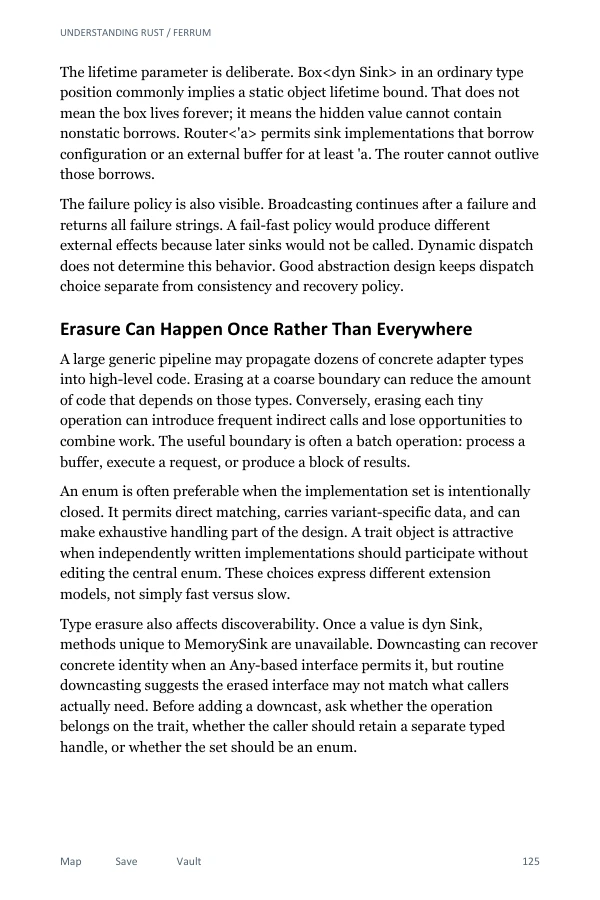 UNDERSTANDING RUST / FERRUM
The lifetime parameter is deliberate. Box<dyn Sink> in an ordinary type
position commonly implies a static object lifetime bound. That does not
mean the box lives forever; it means the hidden value cannot contain
nonstatic borrows. Router<'a> permits sink implementations that borrow
configuration or an external buffer for at least 'a. The router cannot outlive
those borrows.
The failure policy is also visible. Broadcasting continues after a failure and
returns all failure strings. A fail-fast policy would produce different
external effects because later sinks would not be called. Dynamic dispatch
does not determine this behavior. Good abstraction design keeps dispatch
choice separate from consistency and recovery policy.
Erasure Can Happen Once Rather Than Everywhere
A large generic pipeline may propagate dozens of concrete adapter types
into high-level code. Erasing at a coarse boundary can reduce the amount
of code that depends on those types. Conversely, erasing each tiny
operation can introduce frequent indirect calls and lose opportunities to
combine work. The useful boundary is often a batch operation: process a
buffer, execute a request, or produce a block of results.
An enum is often preferable when the implementation set is intentionally
closed. It permits direct matching, carries variant-specific data, and can
make exhaustive handling part of the design. A trait object is attractive
when independently written implementations should participate without
editing the central enum. These choices express different extension
models, not simply fast versus slow.
Type erasure also affects discoverability. Once a value is dyn Sink,
methods unique to MemorySink are unavailable. Downcasting can recover
concrete identity when an Any-based interface permits it, but routine
downcasting suggests the erased interface may not match what callers
actually need. Before adding a downcast, ask whether the operation
belongs on the trait, whether the caller should retain a separate typed
handle, or whether the set should be an enum.
Map Save Vault 125